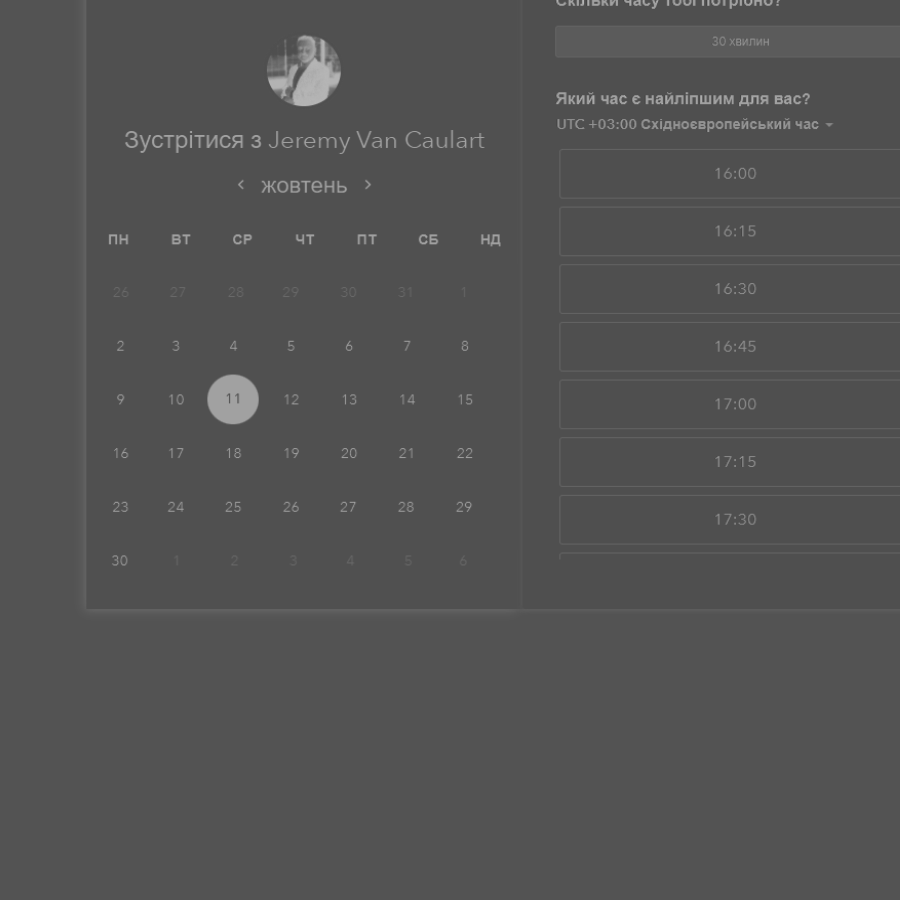 Зустрітися з Jeremy Van Caulart
жовтень
ПН ВТ СР ЧТ ПТ СБ НД
26 27 28 29 30 31 1
2 3 4 5 6 7 8
9 10 11 12 13 14 15
16 17 18 19 20 21 22
23 24 25 26 27 28 29
30 1 2 3 4 5 6
Скільки часу тобі потрібно?
30 хвилин
Який час є найліпшим для вас?
UTC +03:00 Східноєвропейський час
16:00
16:15
16:30
16:45
17:00
17:15
17:30